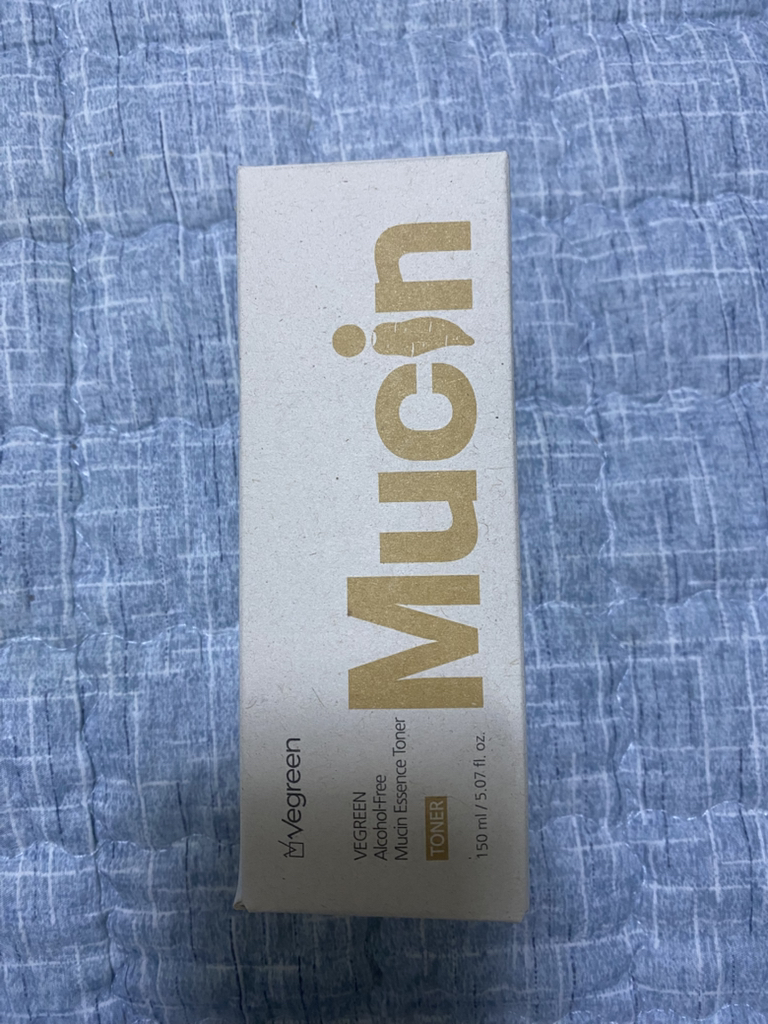 Vegreen
VEGREEN
Alcohol-Free
Mucin Essence Toner
TONER
150 ml / 5.07 fl. oz.
Mucin